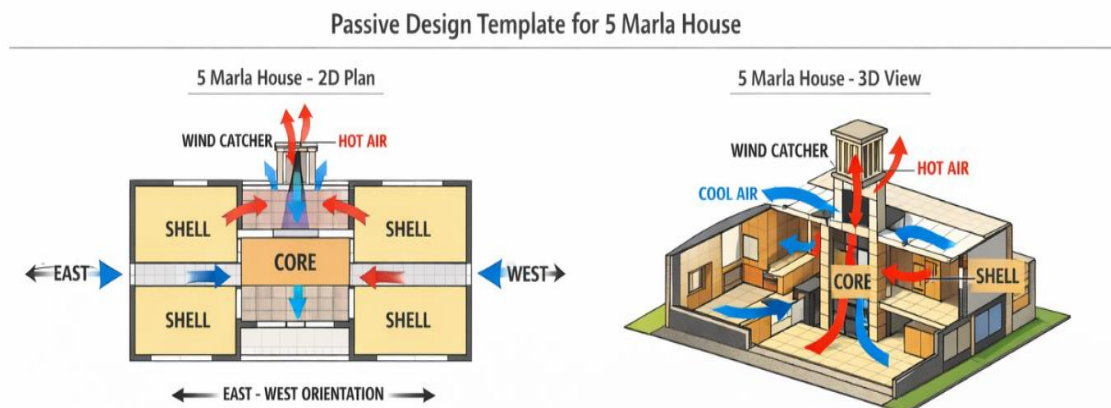 Passive Design Template for 5 Marla House
5 Marla House - 2D Plan
WIND CATCHER
HOT AIR
SHELL
SHELL
CORE
EAST
WEST
SHELL
SHELL
EAST - WEST ORIENTATION
5 Marla House - 3D View
WIND CATCHER
HOT AIR
COOL AIR
CORE
SHELL